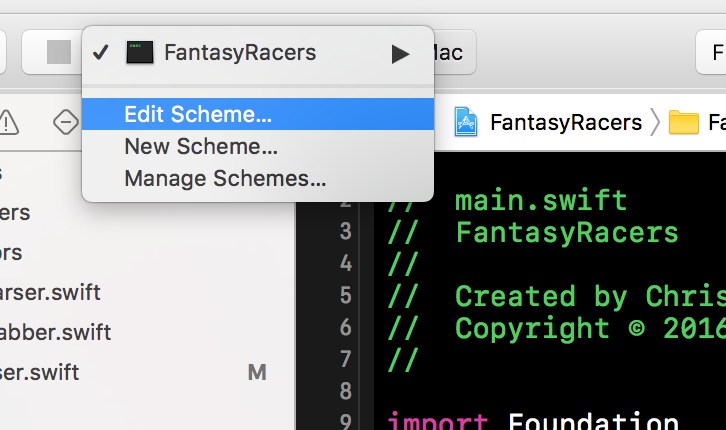 ✓ FantasyRacers ▶
Mac
F
Edit Scheme...
New Scheme...
Manage Schemes...
FantasyRacers
ers
ors
arser.swift
abber.swift
ser.swift M
2 // main.swift
3 // FantasyRacers
4 //
5 // Created by Chris
6 // Copyright © 2016
7 //
8
9 import Foundation